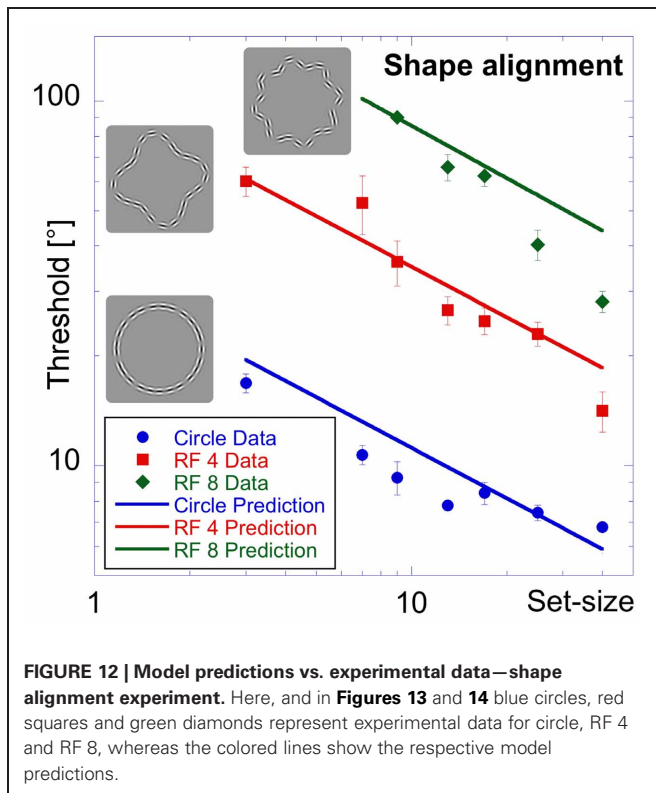 Shape alignment
100
10
Threshold [°]
Circle Data
RF 4 Data
RF 8 Data
Circle Prediction
RF 4 Prediction
RF 8 Prediction
1
10
Set-size
FIGURE 12 | Model predictions vs. experimental data—shape
alignment experiment. Here, and in Figures 13 and 14 blue circles, red
squares and green diamonds represent experimental data for circle, RF 4
and RF 8, whereas the colored lines show the respective model
predictions.